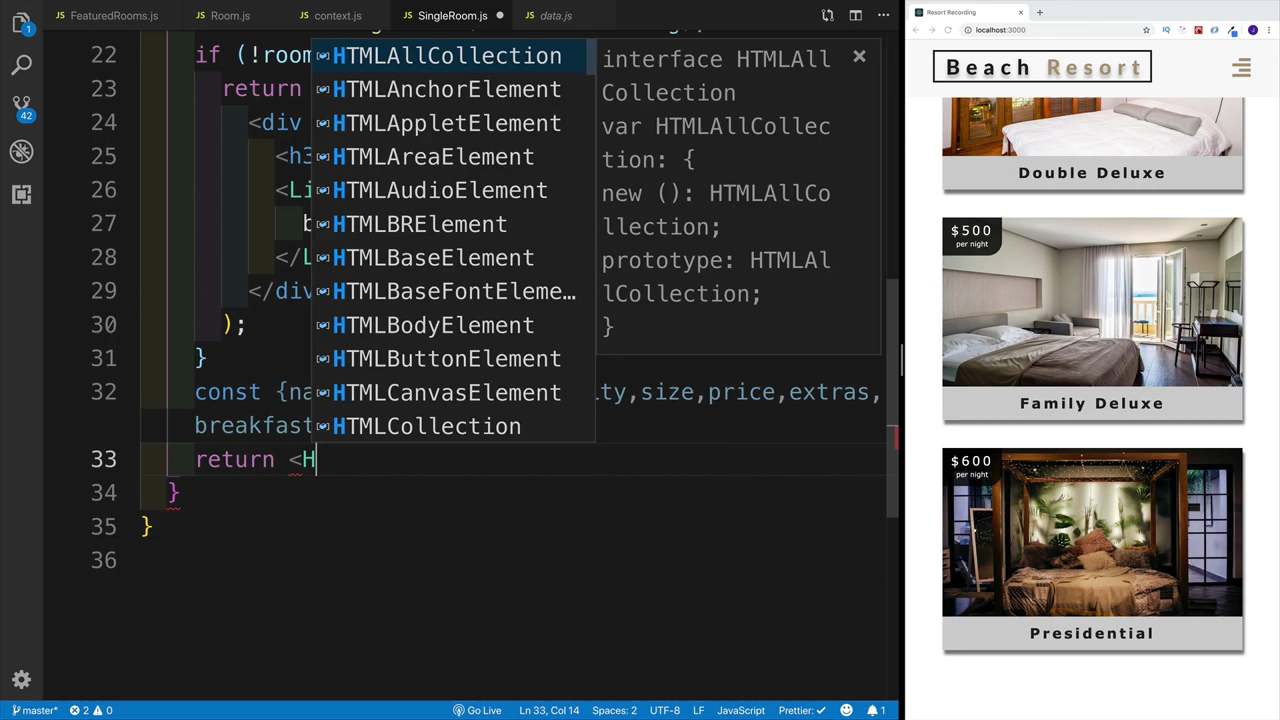 FeaturedRooms.js
Room.js
context.js
SingleRoom.js
data.js
1
42
22 if (!room
23 return
24 <div
25 <h3
26 <Li
27 b
28 </L
29 </div
30 );
31 }
32 const {na ty,size,price,extras,
breakfast
33 return <H
34 }
35 }
36
HTMLAllCollection
HTMLAnchorElement
HTMLAppletElement
HTMLAreaElement
HTMLAudioElement
HTMLBRElement
HTMLBaseElement
HTMLBaseFontEleme…
HTMLBodyElement
HTMLButtonElement
HTMLCanvasElement
HTMLCollection
interface HTMLAll
Collection
var HTMLAllCollec
tion: {
new (): HTMLAllCo
llection;
prototype: HTMLAl
lCollection;
}
master* 2 0 Go Live Ln 33, Col 14 Spaces: 2 UTF-8 LF JavaScript Prettier: ✓ 1
Resort Recording
localhost:3000
IQ
J
Beach Resort
Double Deluxe
$500
per night
Family Deluxe
$600
per night
Presidential